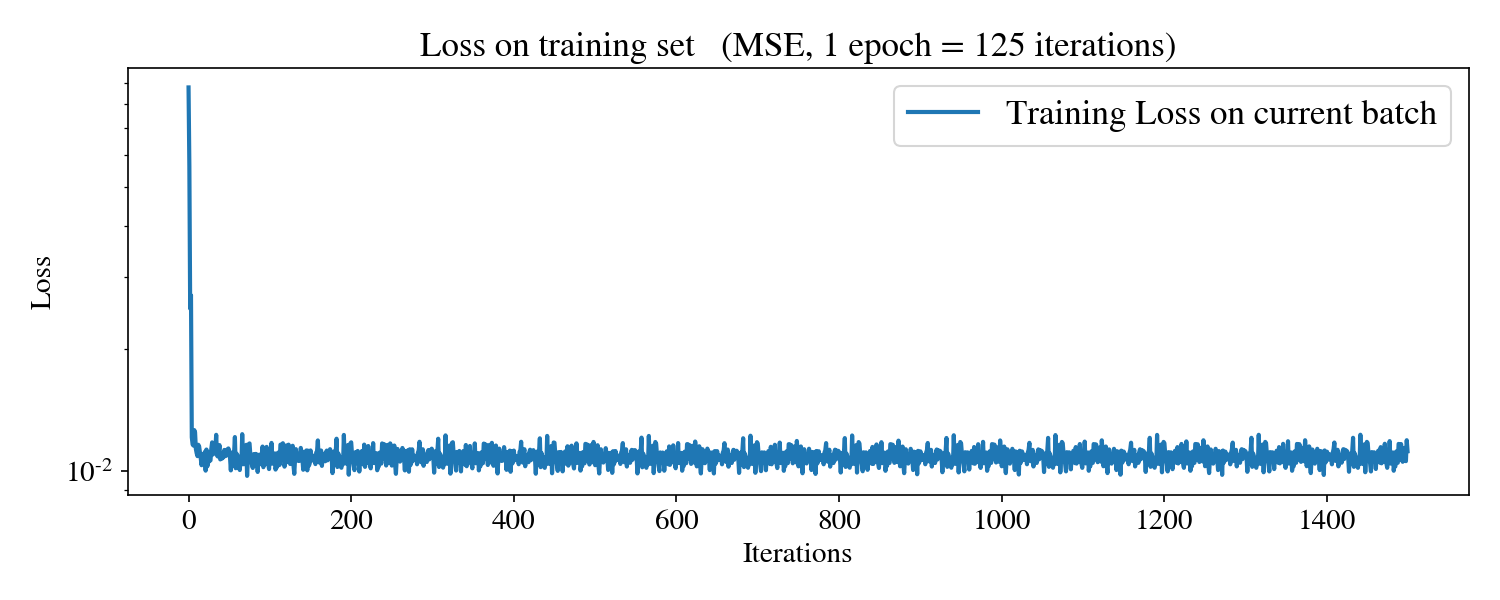 Loss on training set (MSE, 1 epoch = 125 iterations)
Training Loss on current batch
Loss
10⁻²
0 200 400 600 800 1000 1200 1400
Iterations